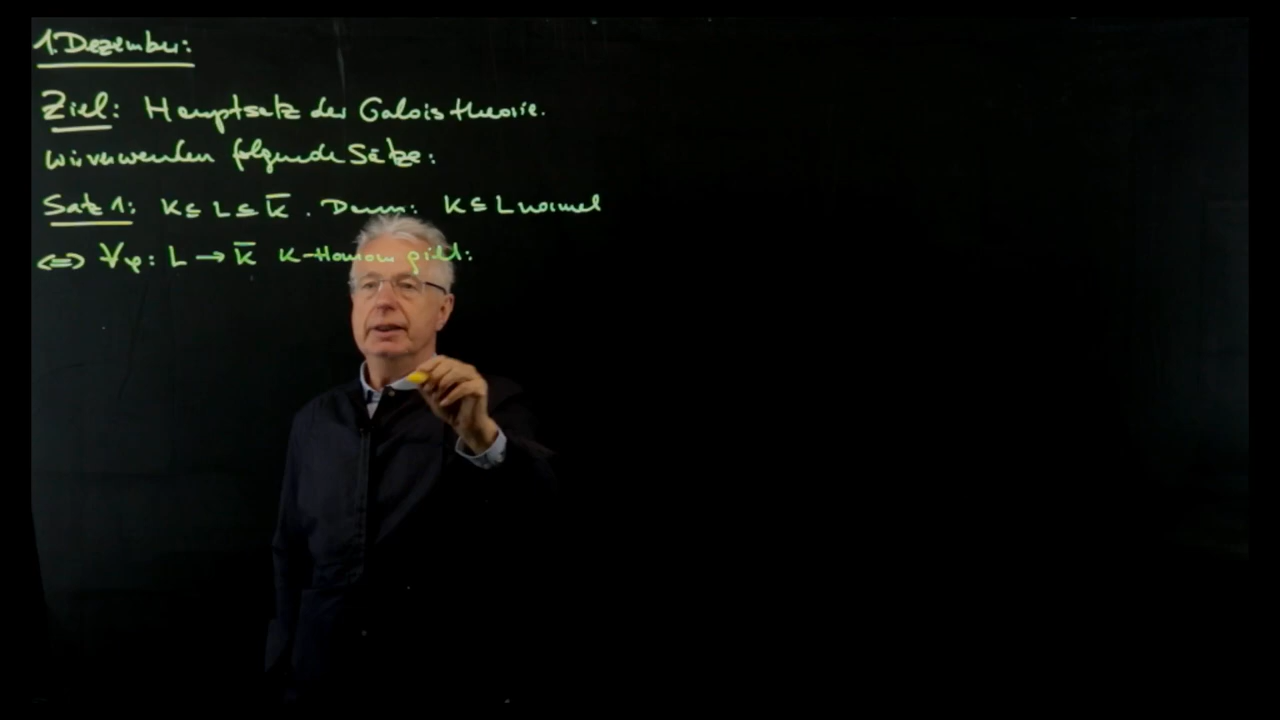 1. Dezember:
Ziel: Hauptsatz der Galoistheorie.
Wir verwenden folgende Sätze:
Satz 1: K ⊆ L ⊆ K̅. Dann: K ⊆ L normal
⇔ ∀φ: L → K̅ K-Homom gilt: